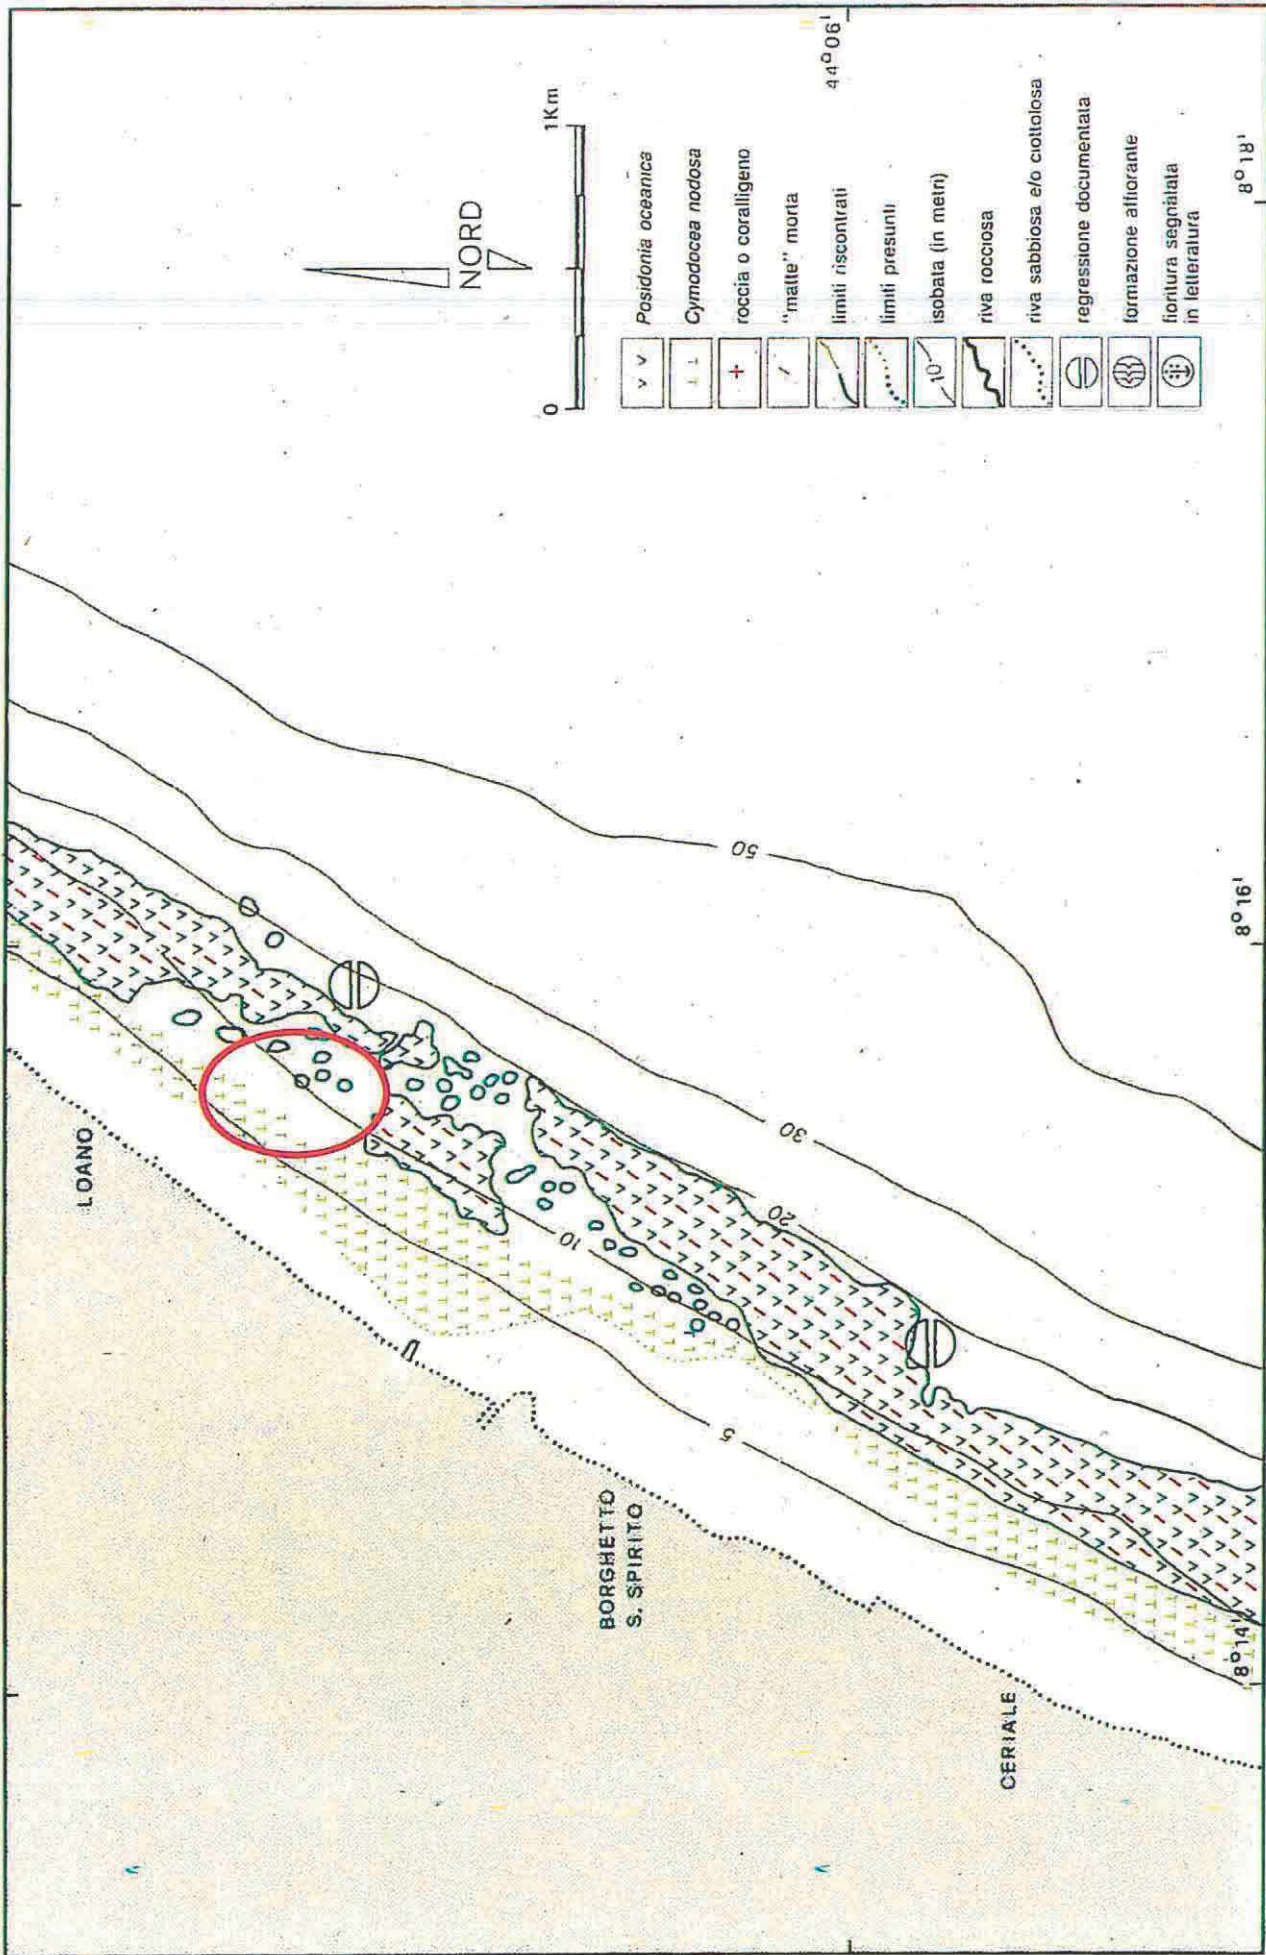 LOANO
BORGHETTO
S. SPIRITO
CERIALE
5
10
20
30
50
44°06'
8°14'
8°16'
8°18'
NORD
0
1Km
Posidonia oceanica
Cymodocea nodosa
roccia o coralligeno
"matte" morta
limiti riscontrati
limiti presunti
10
isobata (in metri)
riva rocciosa
riva sabbiosa e/o ciottolosa
regressione documentata
formazione affiorante
fioritura segnalata
in letteratura